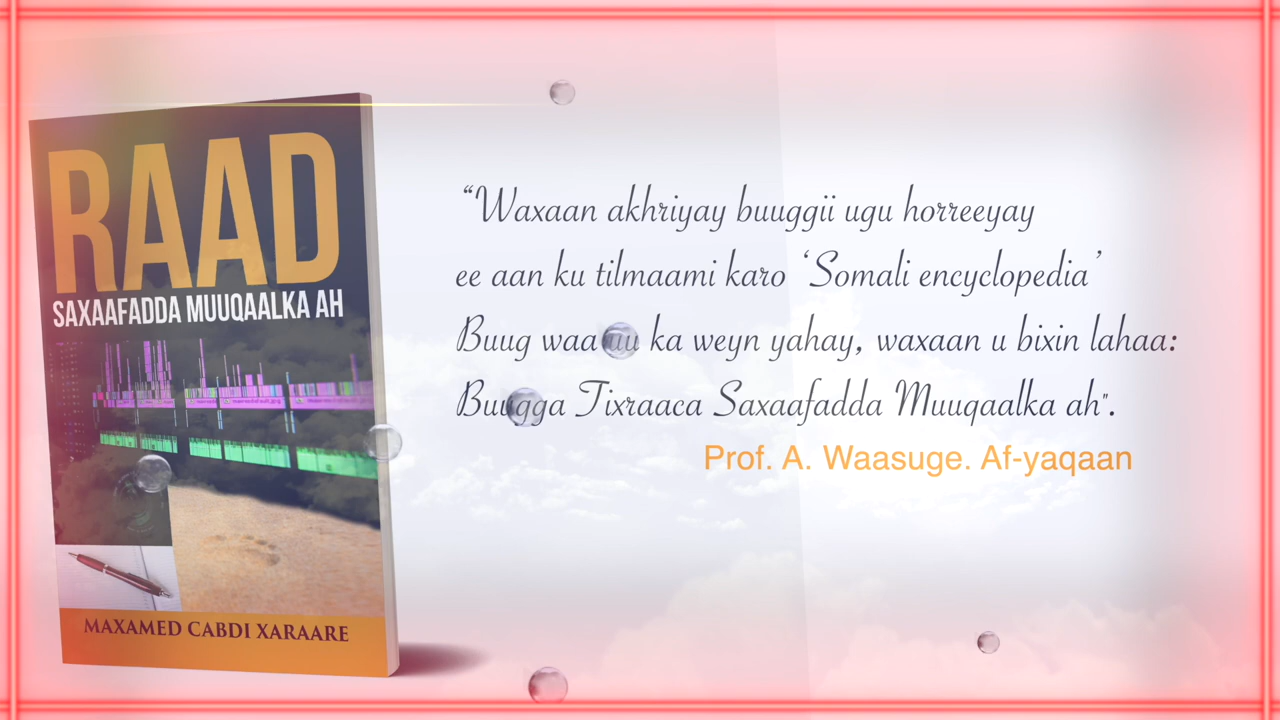 RAAD
SAXAAFADDA MUUQAALKA AH
MAXAMED CABDI XARAARE
“Waxaan akhriyay buuggii ugu horreeyay
ee aan ku tilmaami karo ‘Somali encyclopedia’
Buug waa uu ka weyn yahay, waxaan u bixin lahaa:
Buugga Tixraaca Saxaafadda Muuqaalka ah".
Prof. A. Waasuge. Af-yaqaan